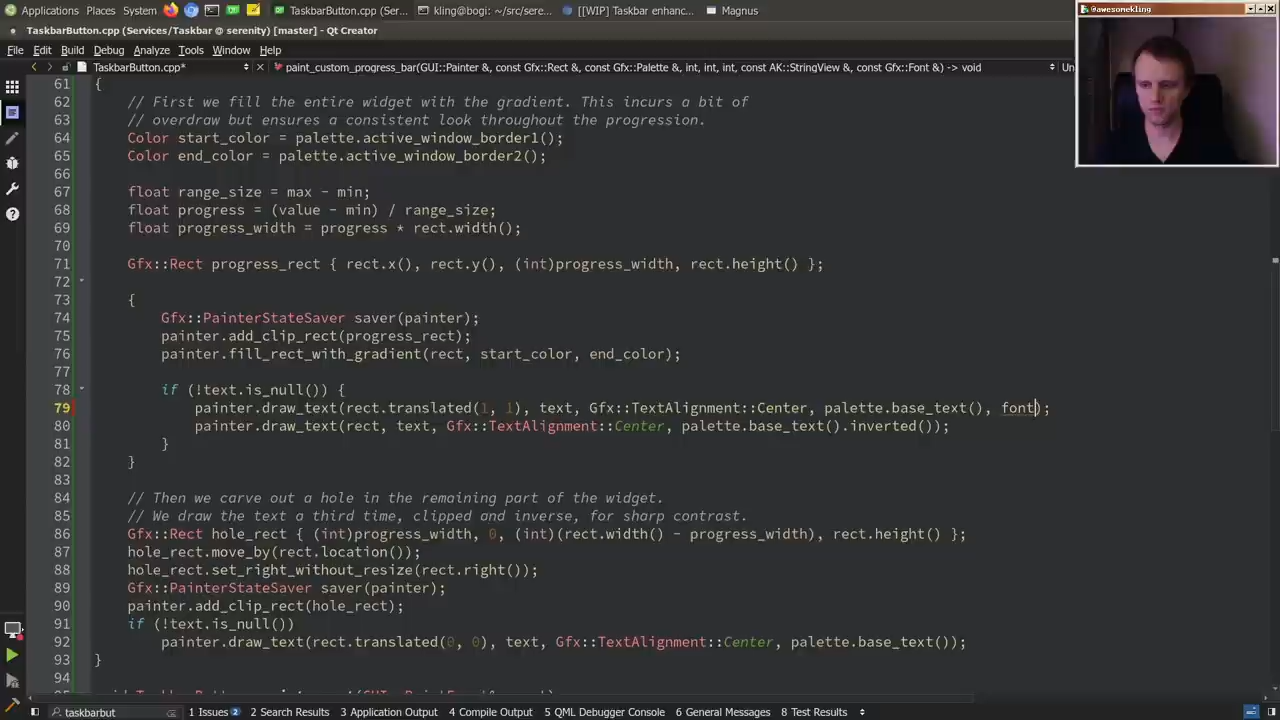 Applications Places System TaskbarButton.cpp (Ser... kling@bogi: ~/src/sere... [[WIP] Taskbar enhanc... Magnus
@awesomekling
TaskbarButton.cpp (Services/Taskbar @ serenity) [master] - Qt Creator
File Edit Build Debug Analyze Tools Window Help
TaskbarButton.cpp* paint_custom_progress_bar(GUI::Painter &, const Gfx::Rect &, const Gfx::Palette &, int, int, int, const AK::StringView &, const Gfx::Font &) -> void
61 {
62 // First we fill the entire widget with the gradient. This incurs a bit of
63 // overdraw but ensures a consistent look throughout the progression.
64 Color start_color = palette.active_window_border1();
65 Color end_color = palette.active_window_border2();
66
67 float range_size = max - min;
68 float progress = (value - min) / range_size;
69 float progress_width = progress * rect.width();
70
71 Gfx::Rect progress_rect { rect.x(), rect.y(), (int)progress_width, rect.height() };
72
73 {
74 Gfx::PainterStateSaver saver(painter);
75 painter.add_clip_rect(progress_rect);
76 painter.fill_rect_with_gradient(rect, start_color, end_color);
77
78 if (!text.is_null()) {
79 painter.draw_text(rect.translated(1, 1), text, Gfx::TextAlignment::Center, palette.base_text(), font);
80 painter.draw_text(rect, text, Gfx::TextAlignment::Center, palette.base_text().inverted());
81 }
82 }
83
84 // Then we carve out a hole in the remaining part of the widget.
85 // We draw the text a third time, clipped and inverse, for sharp contrast.
86 Gfx::Rect hole_rect { (int)progress_width, 0, (int)(rect.width() - progress_width), rect.height() };
87 hole_rect.move_by(rect.location());
88 hole_rect.set_right_without_resize(rect.right());
89 Gfx::PainterStateSaver saver(painter);
90 painter.add_clip_rect(hole_rect);
91 if (!text.is_null())
92 painter.draw_text(rect.translated(0, 0), text, Gfx::TextAlignment::Center, palette.base_text());
93 }
94
taskbarbut 1 Issues 2 2 Search Results 3 Application Output 4 Compile Output 5 QML Debugger Console 6 General Messages 8 Test Results